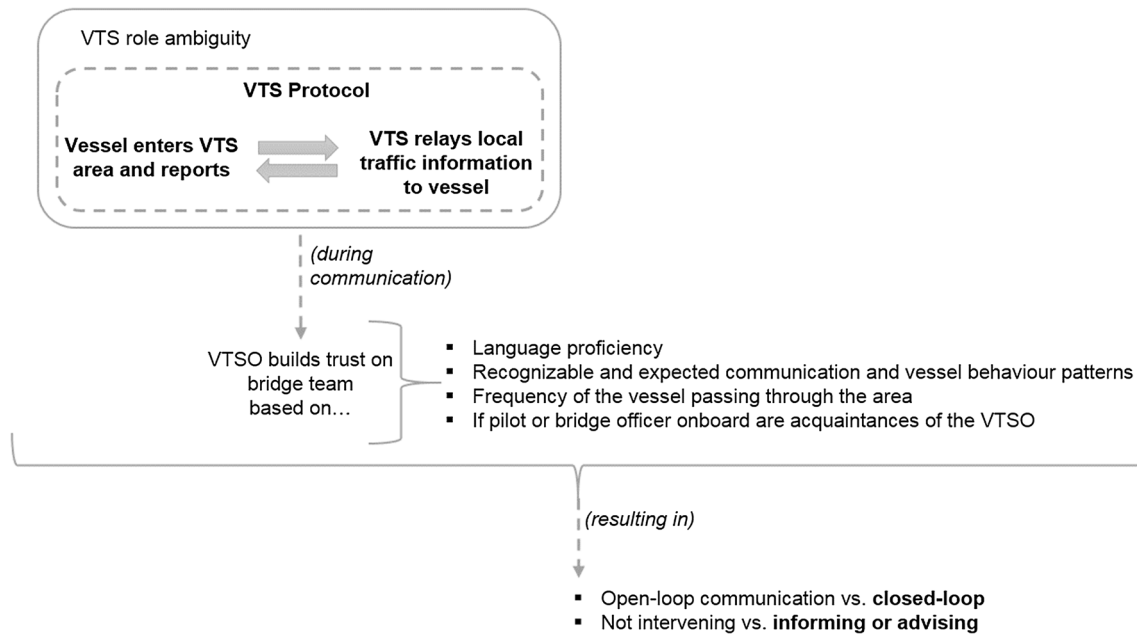 VTS role ambiguity
VTS Protocol
Vessel enters VTS
area and reports
VTS relays local
traffic information
to vessel
(during
communication)
VTSO builds trust on
bridge team
based on…
▪ Language proficiency
▪ Recognizable and expected communication and vessel behaviour patterns
▪ Frequency of the vessel passing through the area
▪ If pilot or bridge officer onboard are acquaintances of the VTSO
(resulting in)
▪ Open-loop communication vs. closed-loop
▪ Not intervening vs. informing or advising